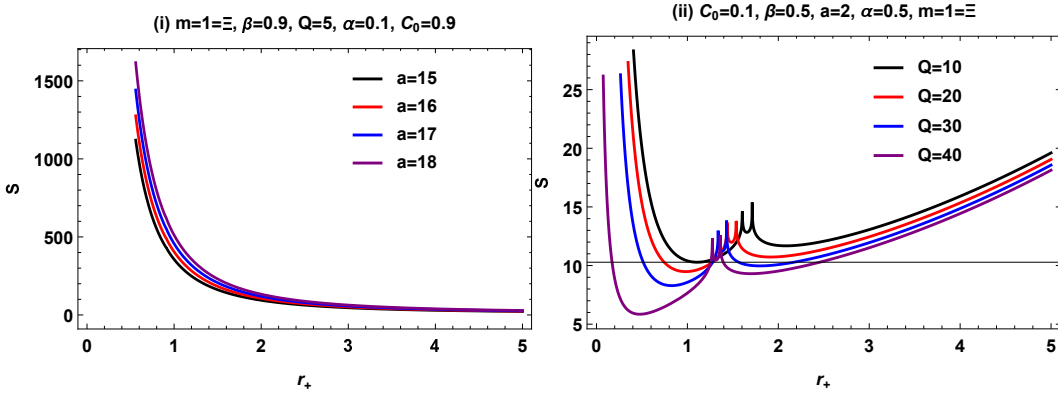 (i) m=1=Ξ, β=0.9, Q=5, α=0.1, C₀=0.9
1500
1000
500
0
S
a=15
a=16
a=17
a=18
0 1 2 3 4 5
r₊
(ii) C₀=0.1, β=0.5, a=2, α=0.5, m=1=Ξ
25
20
15
10
5
S
Q=10
Q=20
Q=30
Q=40
0 1 2 3 4 5
r₊